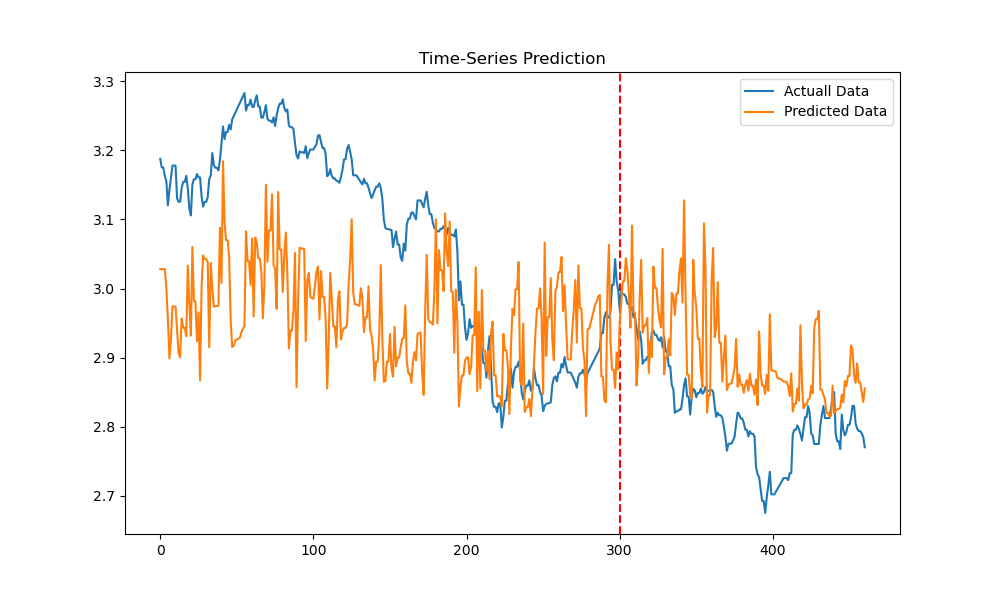 Time-Series Prediction
Actuall Data
Predicted Data
3.3
3.2
3.1
3.0
2.9
2.8
2.7
0 100 200 300 400